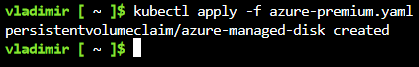 vladimir [ ~ ]$ kubectl apply -f azure-premium.yaml
persistentvolumeclaim/azure-managed-disk created
vladimir [ ~ ]$